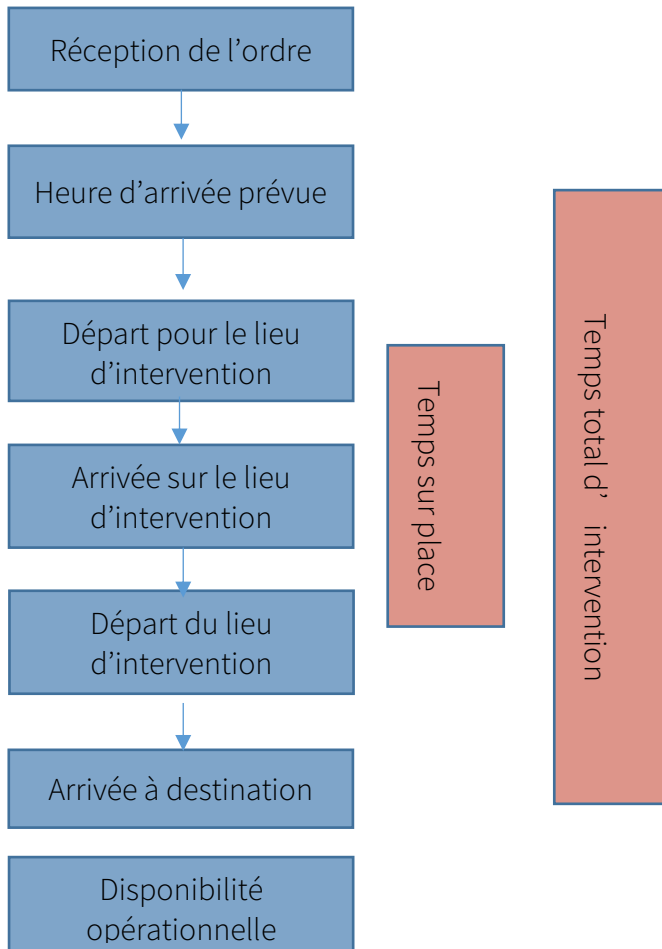 Réception de l’ordre
Heure d’arrivée prévue
Départ pour le lieu
d’intervention
Arrivée sur le lieu
d’intervention
Départ du lieu
d’intervention
Arrivée à destination
Disponibilité
opérationnelle
Temps sur place
Temps total d’ intervention